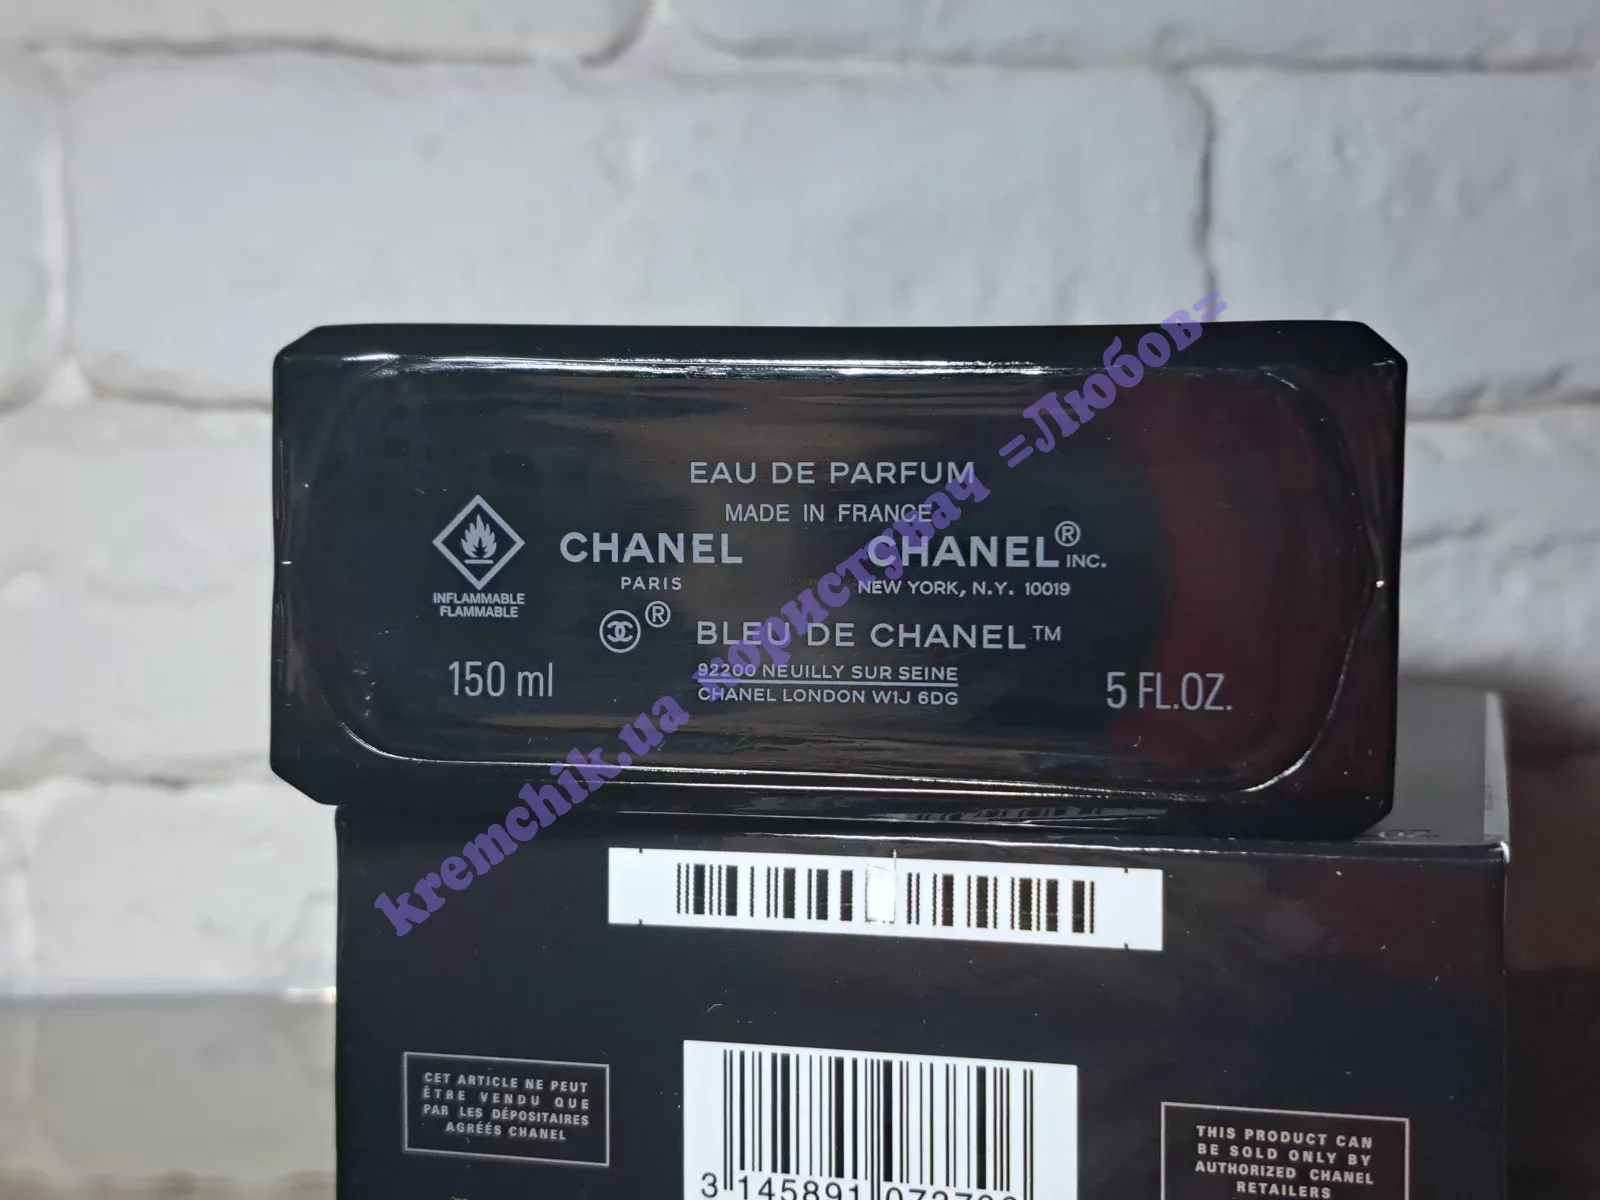 EAU DE PARFUM
MADE IN FRANCE
CHANEL
PARIS
CHANEL® INC.
NEW YORK, N.Y. 10019
INFLAMMABLE
FLAMMABLE
®
BLEU DE CHANEL™
92200 NEUILLY SUR SEINE
CHANEL LONDON W1J 6DG
150 ml
5 FL.OZ.
kremchik.ua користувач =Любов=
CET ARTICLE NE PEUT
ÊTRE VENDU QUE
PAR LES DÉPOSITAIRES
AGRÉÉS CHANEL
3 145891
THIS PRODUCT CAN
BE SOLD ONLY BY
AUTHORIZED CHANEL
RETAILERS